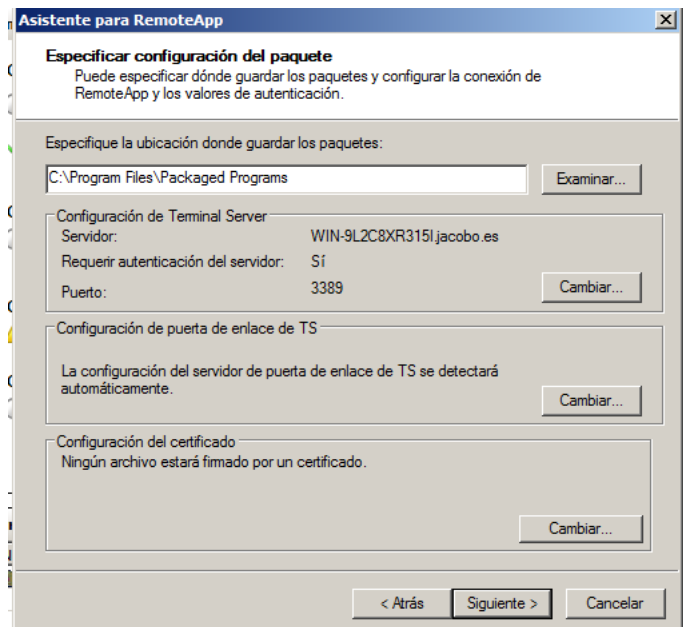 Asistente para RemoteApp
Especificar configuración del paquete
Puede especificar dónde guardar los paquetes y configurar la conexión de
RemoteApp y los valores de autenticación.
Especifique la ubicación donde guardar los paquetes:
C:\Program Files\Packaged Programs
Examinar...
Configuración de Terminal Server
Servidor: WIN-9L2C8XR315I.jacobo.es
Requerir autenticación del servidor: Sí
Puerto: 3389
Cambiar...
Configuración de puerta de enlace de TS
La configuración del servidor de puerta de enlace de TS se detectará
automáticamente.
Cambiar...
Configuración del certificado
Ningún archivo estará firmado por un certificado.
Cambiar...
< Atrás Siguiente > Cancelar